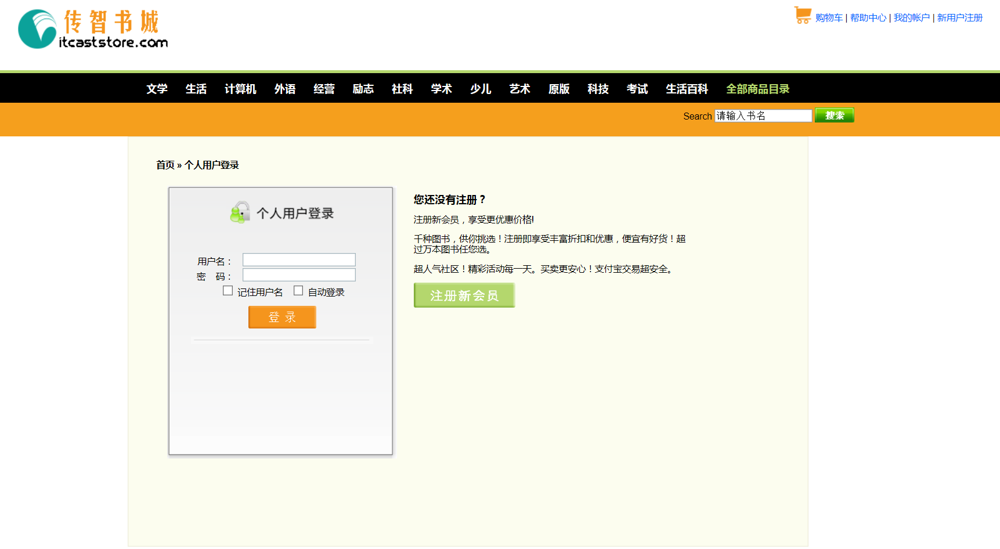 传智书城
itcaststore.com
购物车 | 帮助中心 | 我的帐户 | 新用户注册
文学 生活 计算机 外语 经营 励志 社科 学术 少儿 艺术 原版 科技 考试 生活百科 全部商品目录
Search 请输入书名 搜索
首页 » 个人用户登录
个人用户登录
用户名：
密 码：
记住用户名 自动登录
登 录
您还没有注册？
注册新会员，享受更优惠价格!
千种图书，供你挑选！注册即享受丰富折扣和优惠，便宜有好货！超
过万本图书任您选。
超人气社区！精彩活动每一天。买卖更安心！支付宝交易超安全。
注册新会员